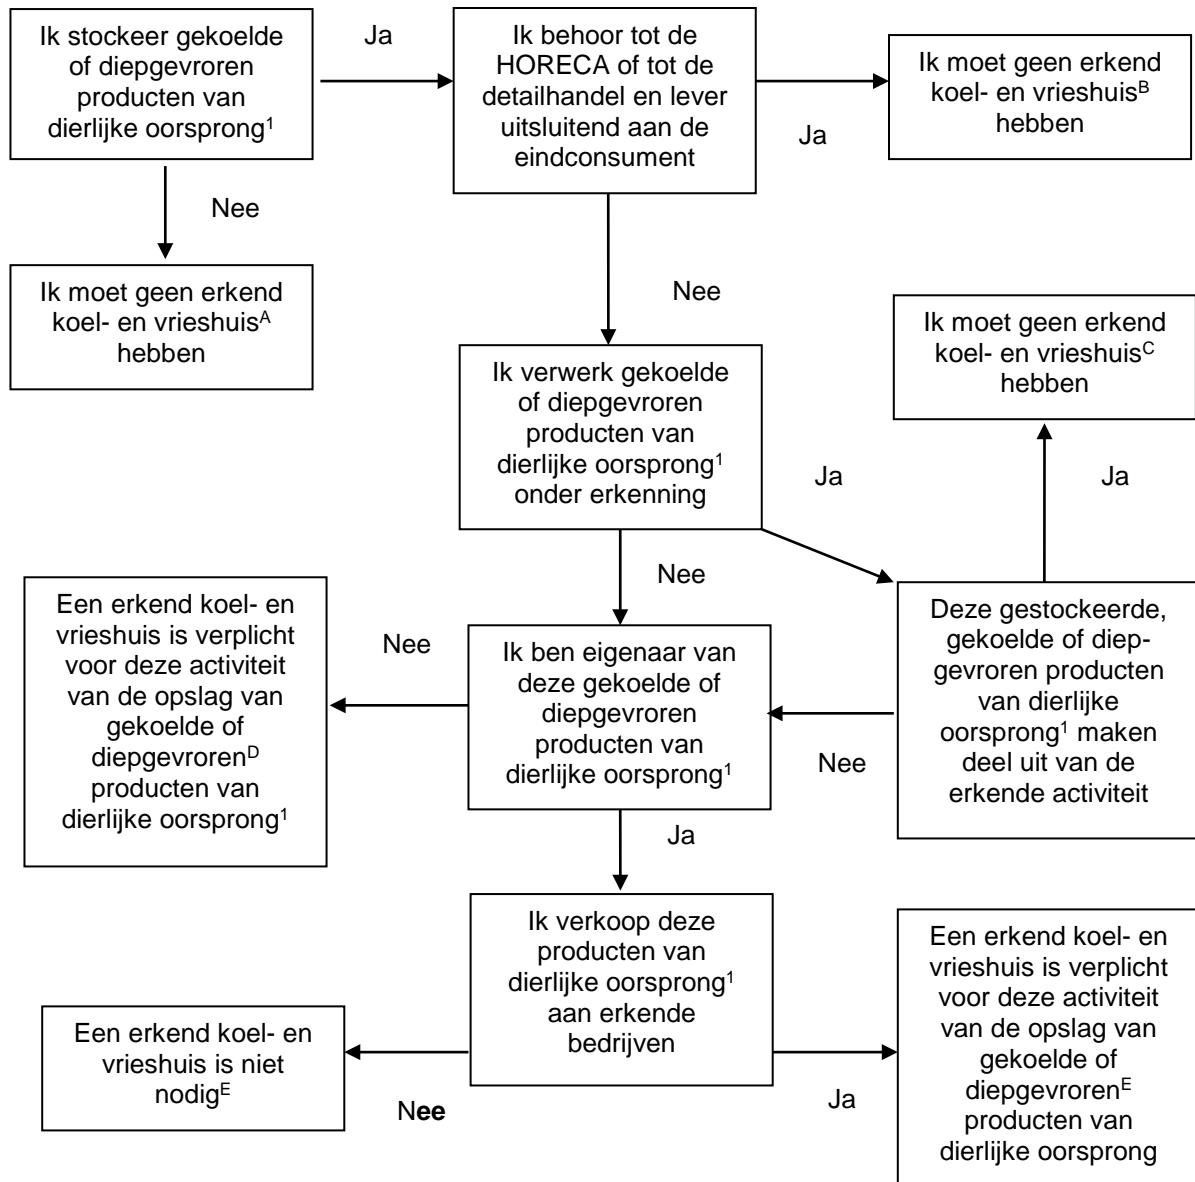 Ik stockeer gekoelde
of diepgevroren
producten van
dierlijke oorsprong¹
Ja
Ik behoor tot de
HORECA of tot de
detailhandel en lever
uitsluitend aan de
eindconsument
Ja
Ik moet geen erkend
koel- en vrieshuisᴮ
hebben
Nee
Ik moet geen erkend
koel- en vrieshuisᴬ
hebben
Nee
Ik moet geen erkend
koel- en vrieshuisꟲ
hebben
Ik verwerk gekoelde
of diepgevroren
producten van
dierlijke oorsprong¹
onder erkenning
Ja
Ja
Nee
Een erkend koel- en
vrieshuis is verplicht
voor deze activiteit
van de opslag van
gekoelde of
diepgevrorenᴰ
producten van
dierlijke oorsprong¹
Nee
Ik ben eigenaar van
deze gekoelde of
diepgevroren
producten van
dierlijke oorsprong¹
Nee
Deze gestockeerde,
gekoelde of diep-
gevroren producten
van dierlijke
oorsprong¹ maken
deel uit van de
erkende activiteit
Ja
Ik verkoop deze
producten van
dierlijke oorsprong¹
aan erkende
bedrijven
Een erkend koel- en
vrieshuis is niet
nodigᴱ
Nee
Ja
Een erkend koel- en
vrieshuis is verplicht
voor deze activiteit
van de opslag van
gekoelde of
diepgevrorenᴱ
producten van
dierlijke oorsprong